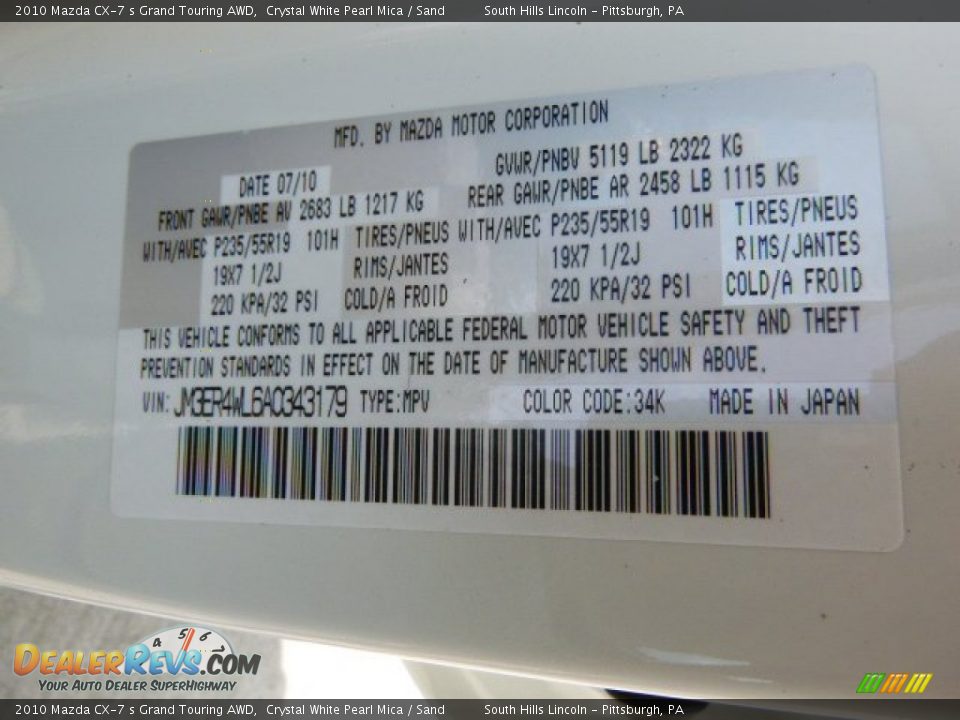 2010 Mazda CX-7 s Grand Touring AWD, Crystal White Pearl Mica / Sand South Hills Lincoln - Pittsburgh, PA
MFD. BY MAZDA MOTOR CORPORATION
DATE 07/10 GVWR/PNBV 5119 LB 2322 KG
FRONT GAWR/PNBE AV 2683 LB 1217 KG REAR GAWR/PNBE AR 2458 LB 1115 KG
WITH/AVEC P235/55R19 101H TIRES/PNEUS WITH/AVEC P235/55R19 101H TIRES/PNEUS
19X7 1/2J RIMS/JANTES 19X7 1/2J RIMS/JANTES
220 KPA/32 PSI COLD/A FROID 220 KPA/32 PSI COLD/A FROID
THIS VEHICLE CONFORMS TO ALL APPLICABLE FEDERAL MOTOR VEHICLE SAFETY AND THEFT
PREVENTION STANDARDS IN EFFECT ON THE DATE OF MANUFACTURE SHOWN ABOVE.
VIN: JM3ER4WL6A0343179 TYPE:MPV COLOR CODE:34K MADE IN JAPAN
4 5 6
DEALERREVS.COM
YOUR AUTO DEALER SUPERHIGHWAY
2010 Mazda CX-7 s Grand Touring AWD, Crystal White Pearl Mica / Sand South Hills Lincoln - Pittsburgh, PA